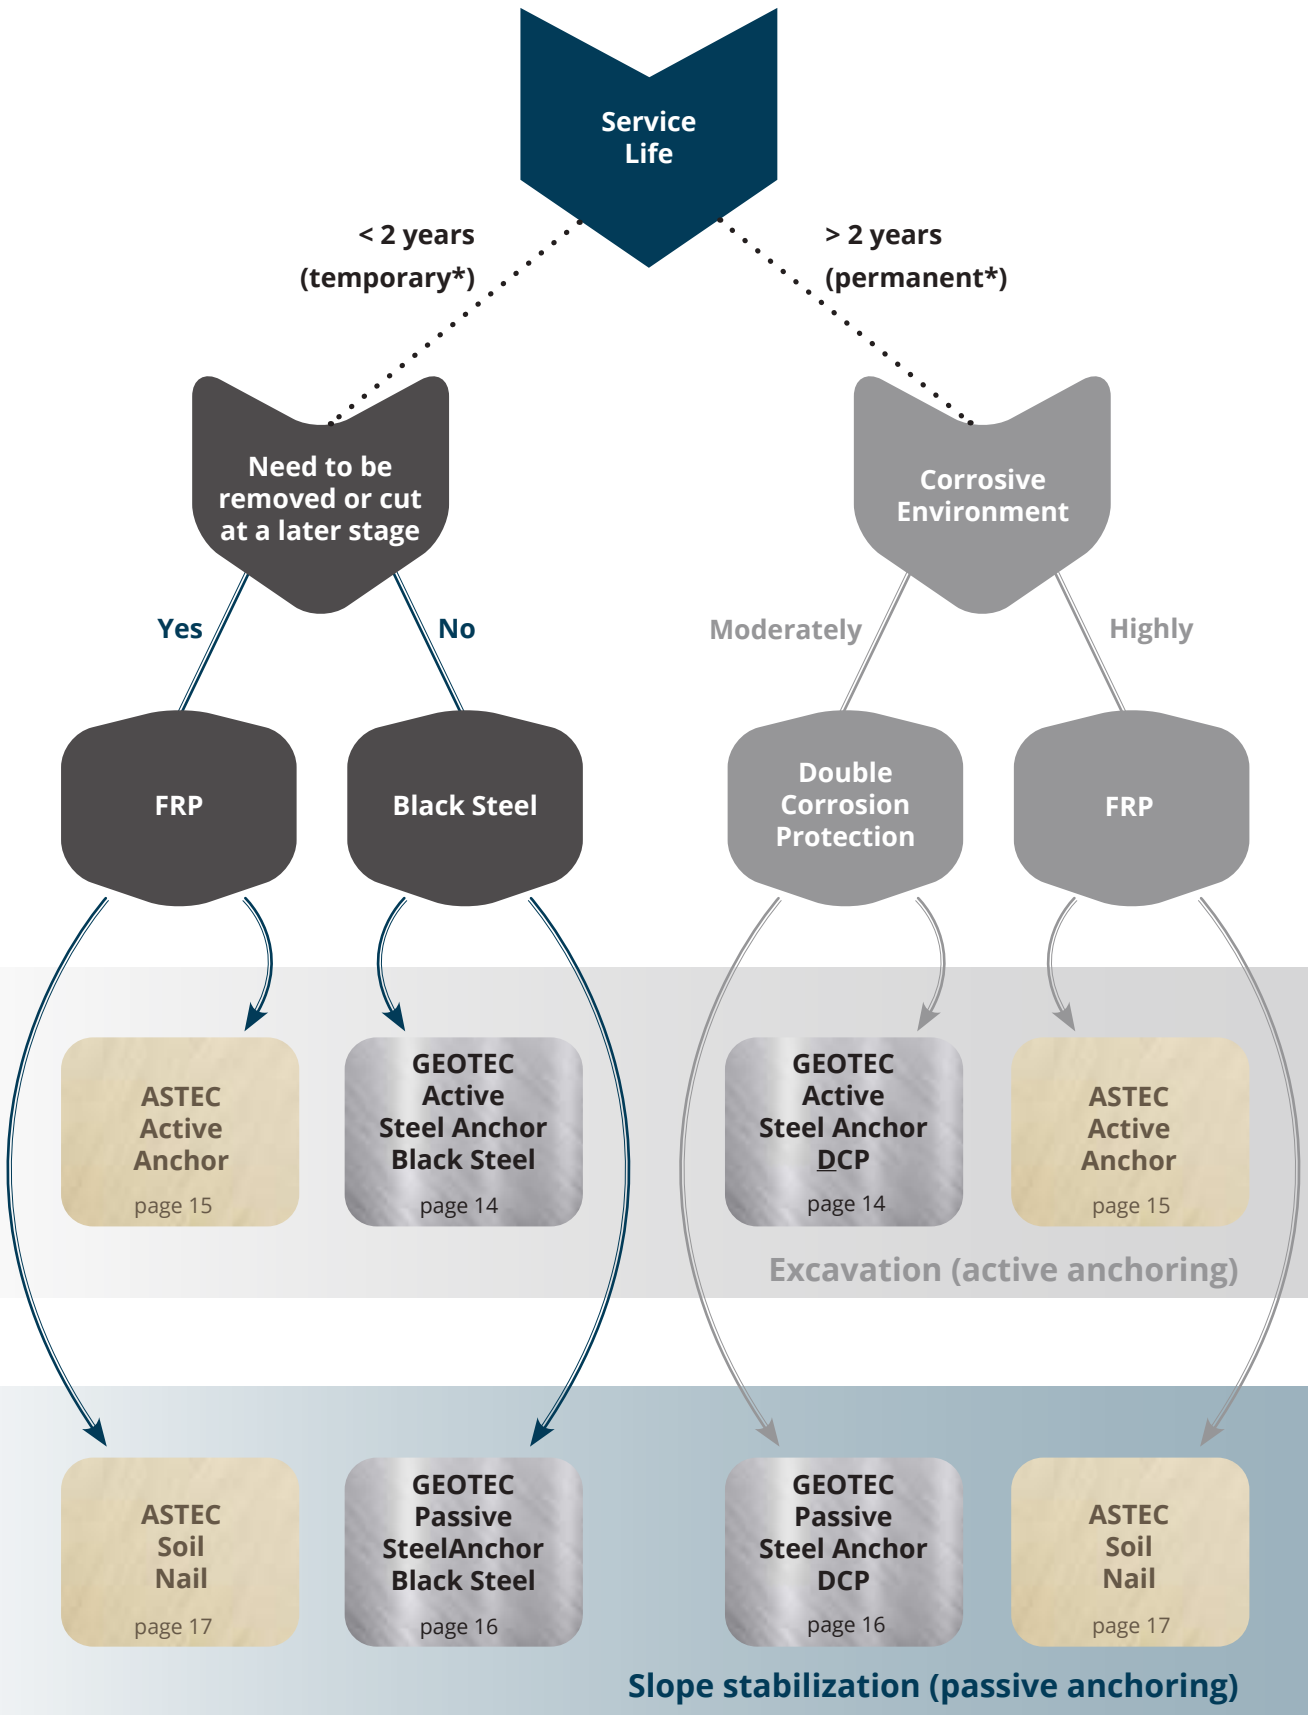 Service
Life
< 2 years
(temporary*)
> 2 years
(permanent*)
Need to be
removed or cut
at a later stage
Corrosive
Environment
Yes
No
Moderately
Highly
FRP
Black Steel
Double
Corrosion
Protection
FRP
ASTEC
Active
Anchor
page 15
GEOTEC
Active
Steel Anchor
Black Steel
page 14
GEOTEC
Active
Steel Anchor
DCP
page 14
ASTEC
Active
Anchor
page 15
Excavation (active anchoring)
ASTEC
Soil
Nail
page 17
GEOTEC
Passive
SteelAnchor
Black Steel
page 16
GEOTEC
Passive
Steel Anchor
DCP
page 16
ASTEC
Soil
Nail
page 17
Slope stabilization (passive anchoring)